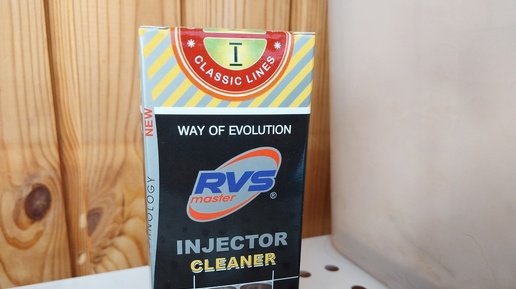 I
CLASSIC LINES
WAY OF EVOLUTION
RVS
master
®
INJECTOR
CLEANER
NEW